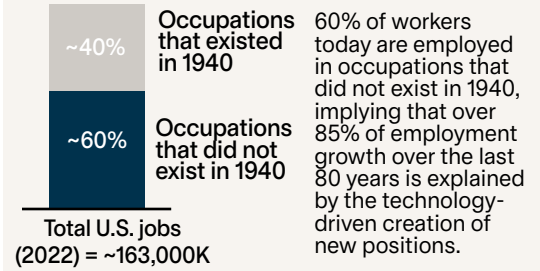 ~40%
Occupations
that existed
in 1940
~60%
Occupations
that did not
exist in 1940
Total U.S. jobs
(2022) = ~163,000K
60% of workers
today are employed
in occupations that
did not exist in 1940,
implying that over
85% of employment
growth over the last
80 years is explained
by the technology-
driven creation of
new positions.